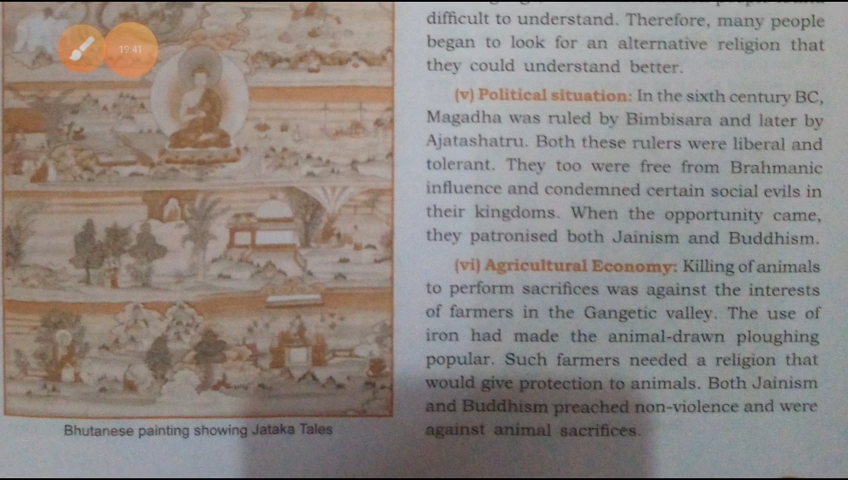 19:41
difficult to understand. Therefore, many people
began to look for an alternative religion that
they could understand better.
(v) Political situation: In the sixth century BC,
Magadha was ruled by Bimbisara and later by
Ajatashatru. Both these rulers were liberal and
tolerant. They too were free from Brahmanic
influence and condemned certain social evils in
their kingdoms. When the opportunity came,
they patronised both Jainism and Buddhism.
(vi) Agricultural Economy: Killing of animals
to perform sacrifices was against the interests
of farmers in the Gangetic valley. The use of
iron had made the animal-drawn ploughing
popular. Such farmers needed a religion that
would give protection to animals. Both Jainism
and Buddhism preached non-violence and were
against animal sacrifices.
Bhutanese painting showing Jataka Tales